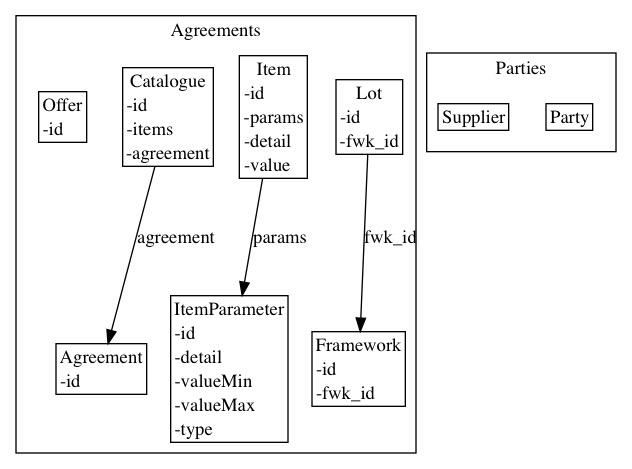 Agreements
Offer
-id
Catalogue
-id
-items
-agreement
Item
-id
-params
-detail
-value
Lot
-id
-fwk_id
agreement
params
fwk_id
Agreement
-id
ItemParameter
-id
-detail
-valueMin
-valueMax
-type
Framework
-id
-fwk_id
Parties
Supplier
Party